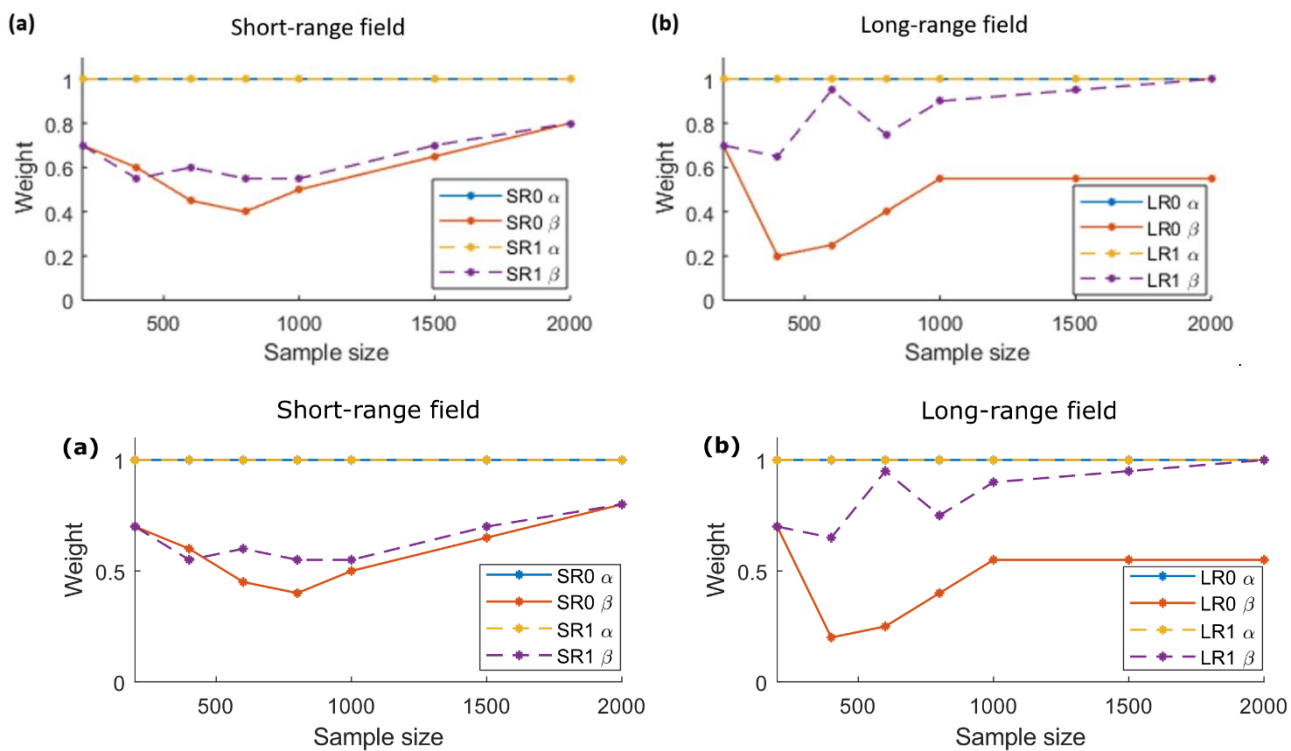 (a) Short-range field
1
0.8
0.6
0.4
0.2
0
Weight
500 1000 1500 2000
Sample size
SR0 α
SR0 β
SR1 α
SR1 β
(b) Long-range field
1
0.8
0.6
0.4
0.2
0
Weight
500 1000 1500 2000
Sample size
LR0 α
LR0 β
LR1 α
LR1 β
Short-range field
(a)
1
0.5
0
Weight
500 1000 1500 2000
Sample size
SR0 α
SR0 β
SR1 α
SR1 β
Long-range field
(b)
1
0.5
0
Weight
500 1000 1500 2000
Sample size
LR0 α
LR0 β
LR1 α
LR1 β